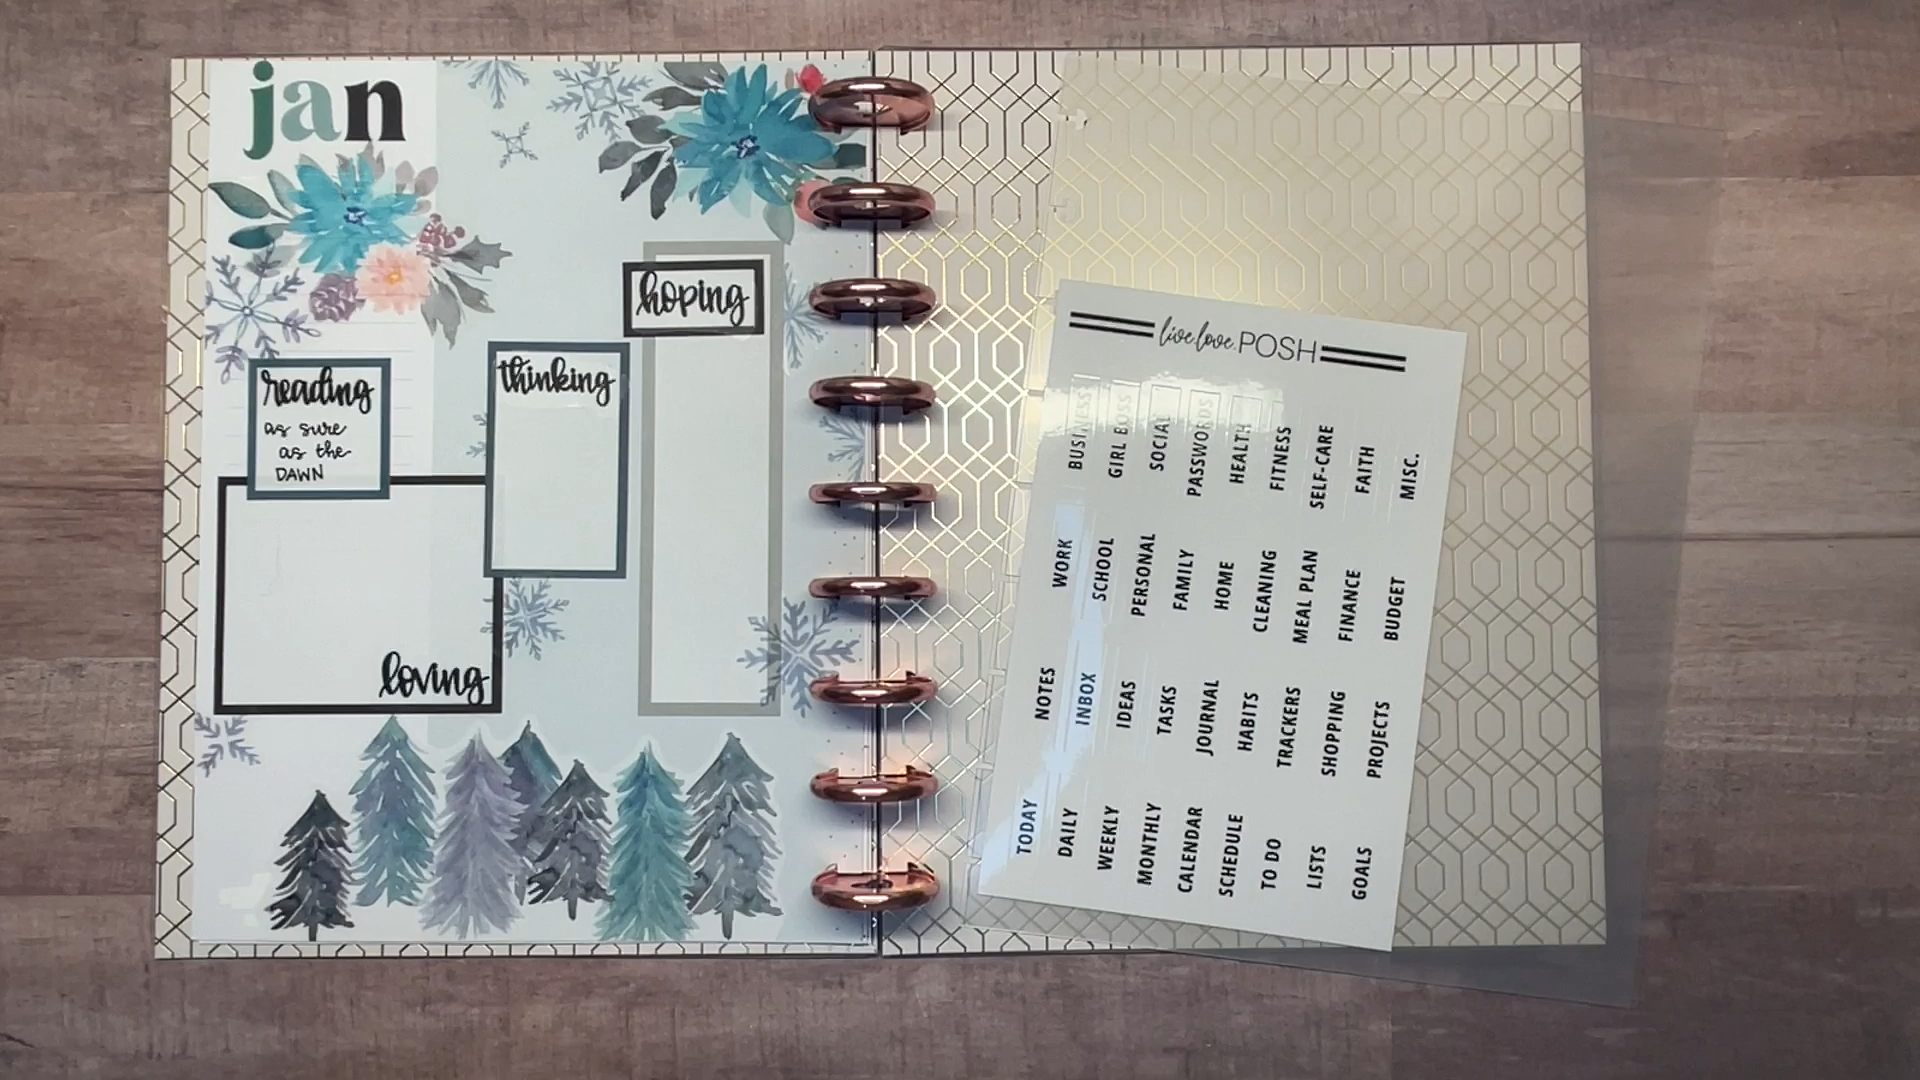 jan
reading
as sure
as the
DAWN
thinking
hoping
loving
live.love.POSH
BUSINESS
GIRL BOSS
SOCIAL
PASSWORDS
HEALTH
FITNESS
SELF-CARE
FAITH
MISC.
WORK
SCHOOL
PERSONAL
FAMILY
HOME
CLEANING
MEAL PLAN
FINANCE
BUDGET
NOTES
INBOX
IDEAS
TASKS
JOURNAL
HABITS
TRACKERS
SHOPPING
PROJECTS
TODAY
DAILY
WEEKLY
MONTHLY
CALENDAR
SCHEDULE
TO DO
LISTS
GOALS